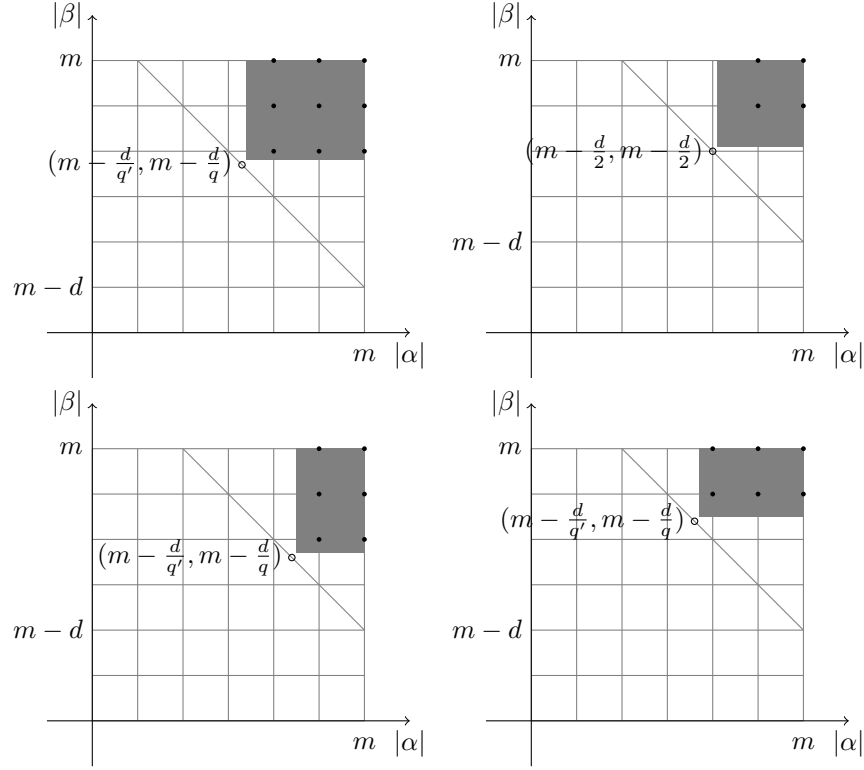 |β| |β|
m m
(m − d/q′, m − d/q) (m − d/2, m − d/2)
m − d
m − d
m |α| m |α|
|β| |β|
m m
(m − d/q′, m − d/q)
(m − d/q′, m − d/q)
m − d m − d
m |α| m |α|